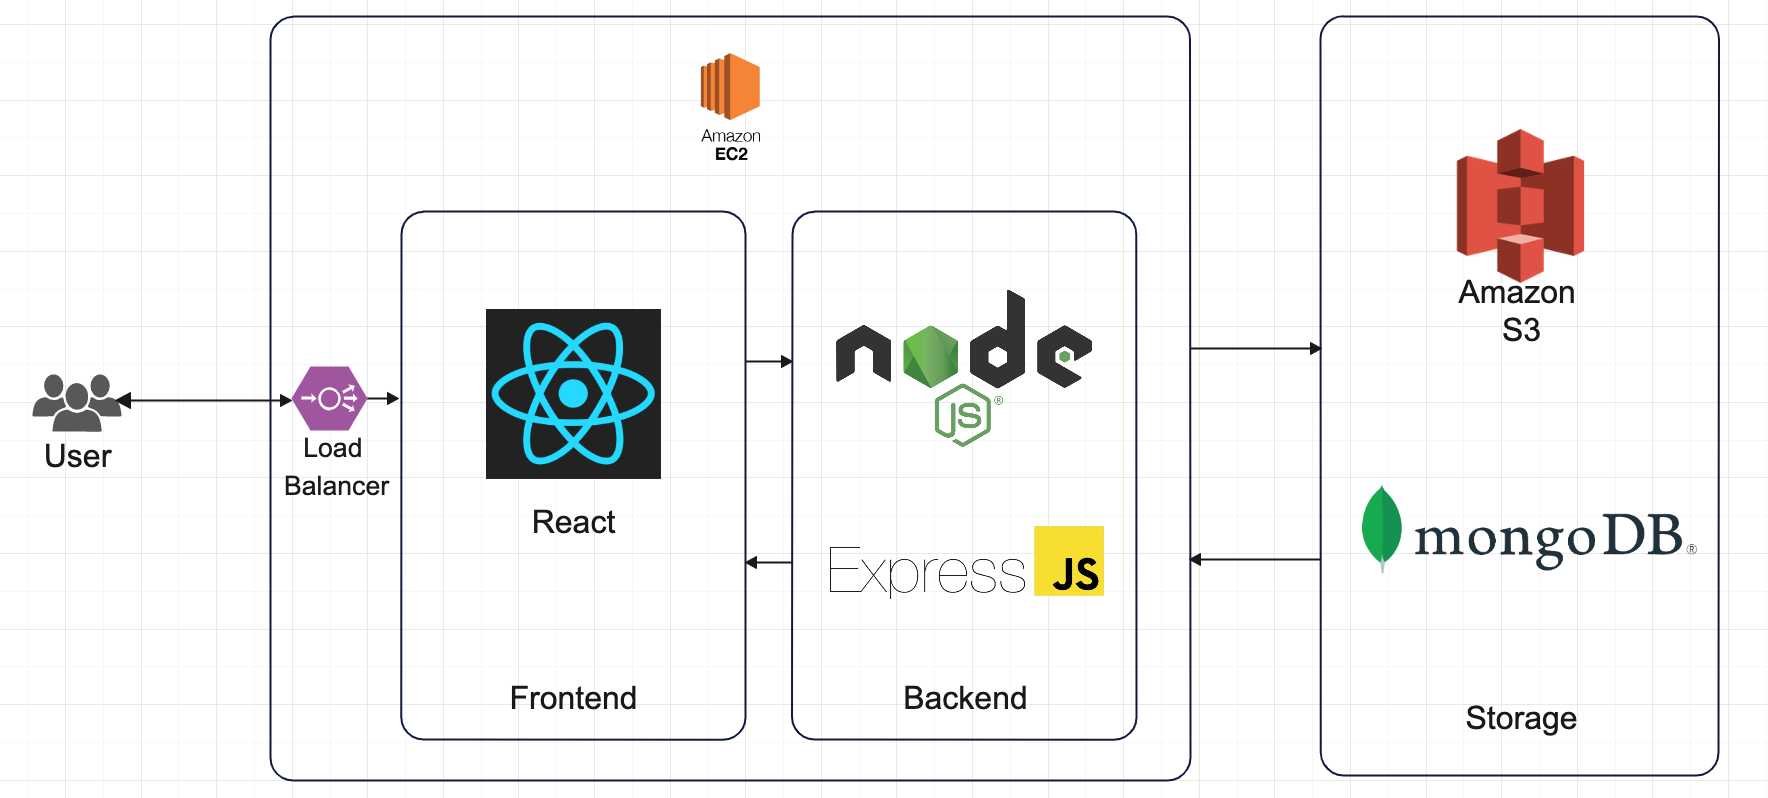 Amazon
EC2
User
Load
Balancer
React
Frontend
node
JS®
Express JS
Backend
Amazon
S3
mongoDB®
Storage